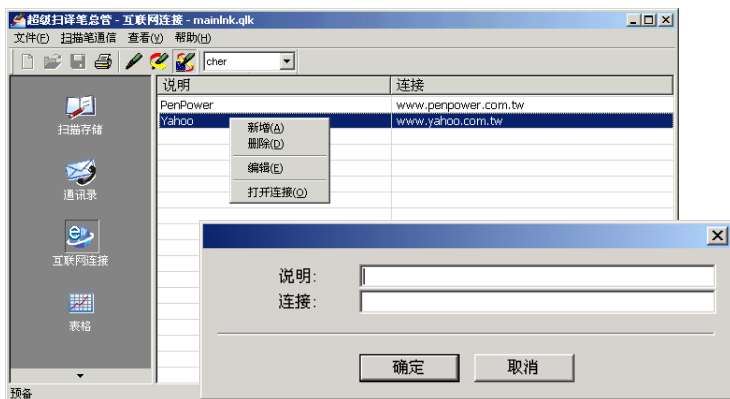 超级扫译笔总管 - 互联网连接 - mainlnk.qlk
文件(F) 扫描笔通信 查看(V) 帮助(H)
cher
说明 连接
PenPower www.penpower.com.tw
Yahoo www.yahoo.com.tw
新增(A)
删除(D)
编辑(E)
打开连接(O)
扫描存储
通讯录
互联网连接
表格
说明:
连接:
确定 取消
预备